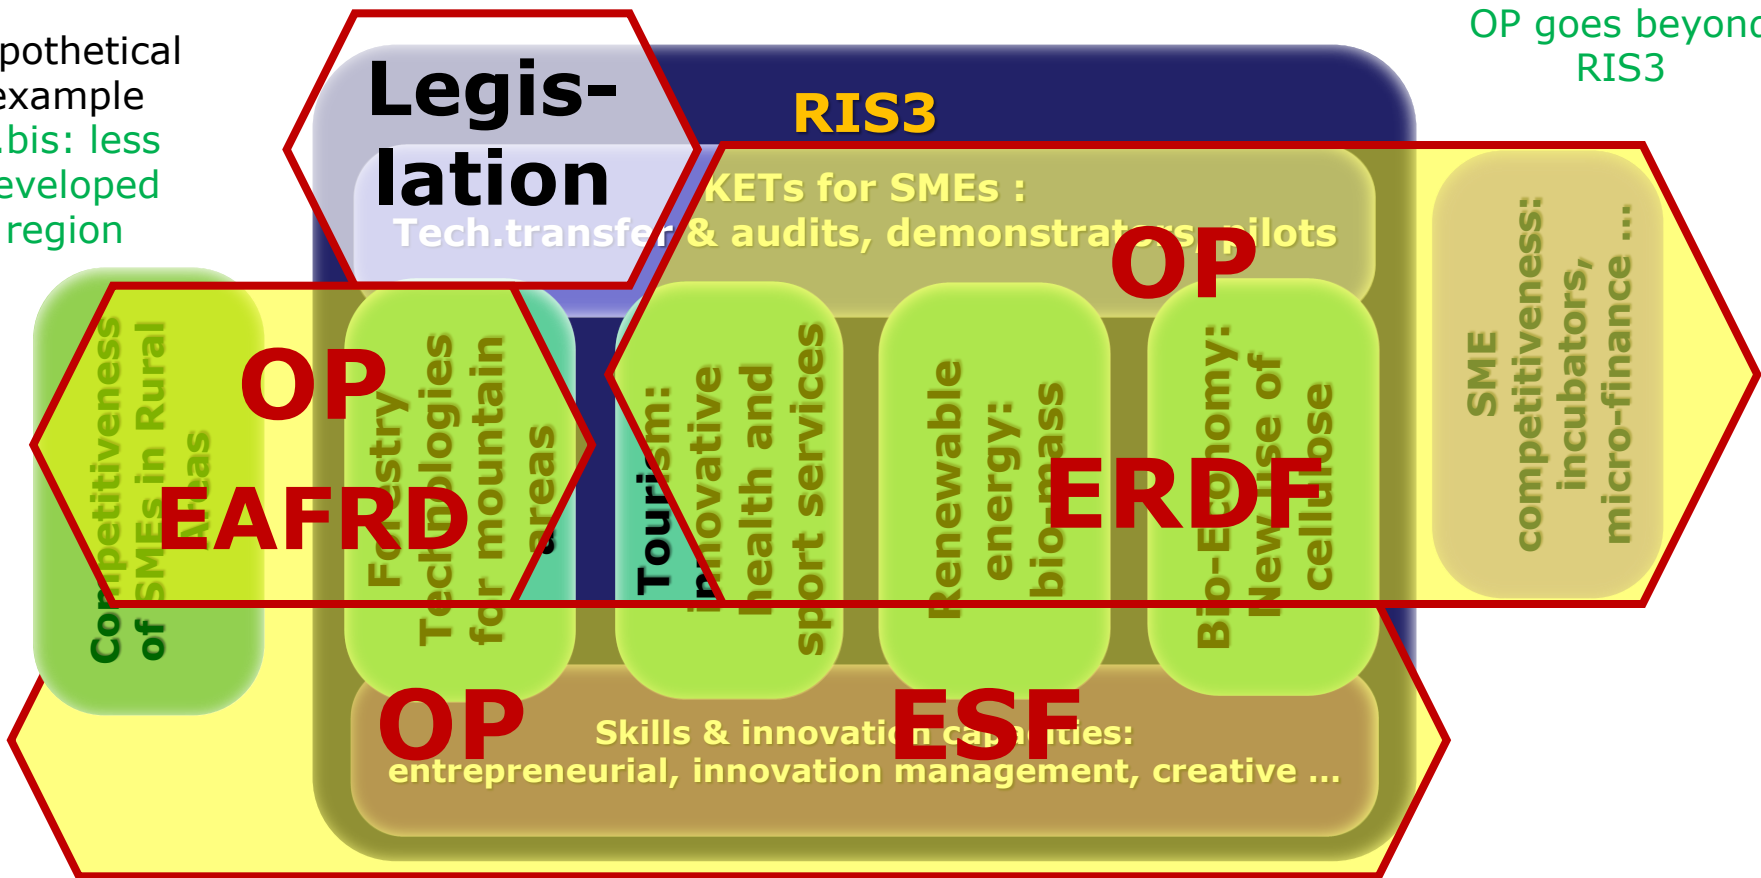 pothetical
example
.bis: less
eveloped
region
Legis-
lation
RIS3
OP goes beyond
RIS3
KETs for SMEs :
Tech.transfer & audits, demonstrators, pilots
OP
ERDF
OP
EAFRD
Competitiveness
of SMEs in Rural
Areas
Forestry
Technologies
for mountain
areas
Tourism:
innovative
health and
sport services
Renewable
energy:
biomass
Bio-Economy:
New use of
cellulose
SME
competitiveness:
incubators,
micro-finance ...
OP ESF
Skills & innovation capacities:
entrepreneurial, innovation management, creative ...